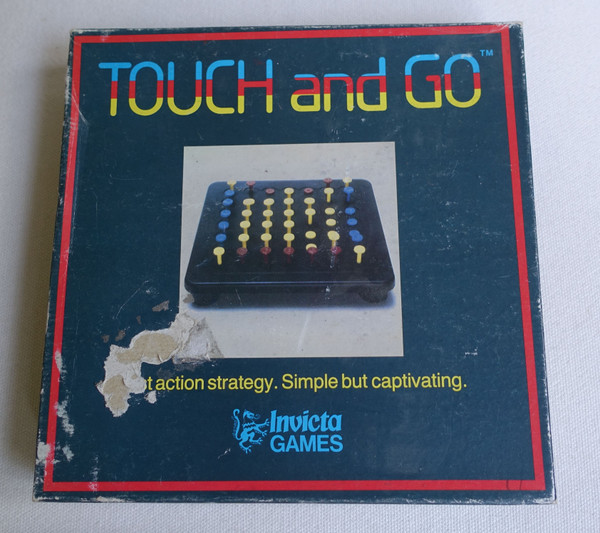 TOUCH and GO™
t action strategy. Simple but captivating.
Invicta
GAMES